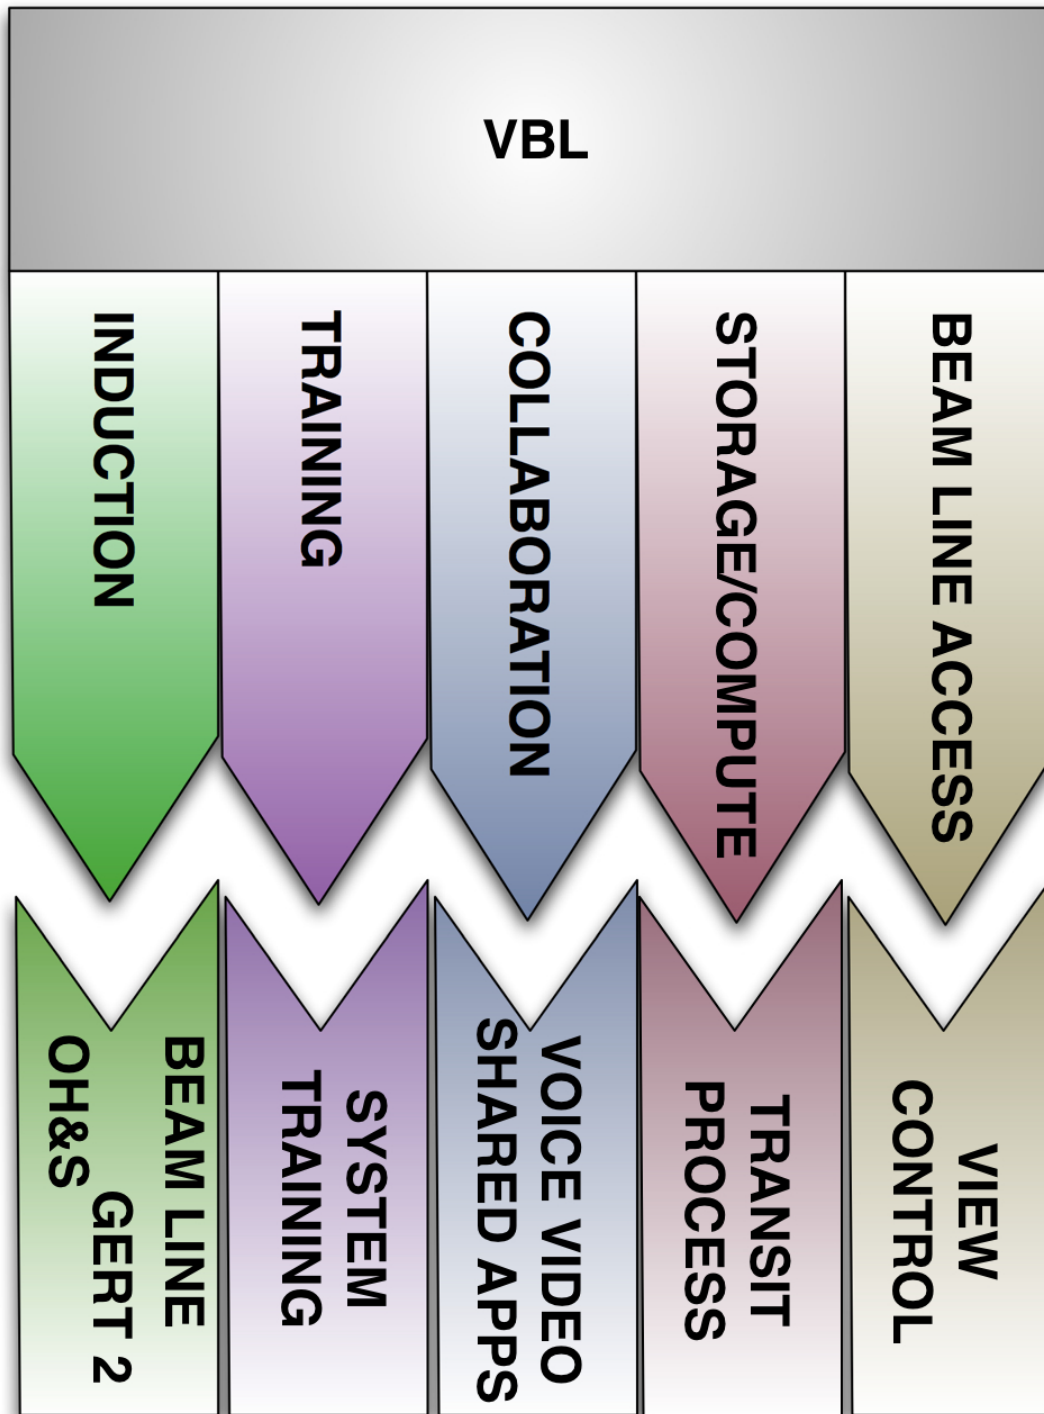 VBL
INDUCTION
TRAINING
COLLABORATION
STORAGE/COMPUTE
BEAM LINE ACCESS
BEAM LINE
GERT 2
OH&S
SYSTEM
TRAINING
VOICE VIDEO
SHARED APPS
TRANSIT
PROCESS
VIEW
CONTROL